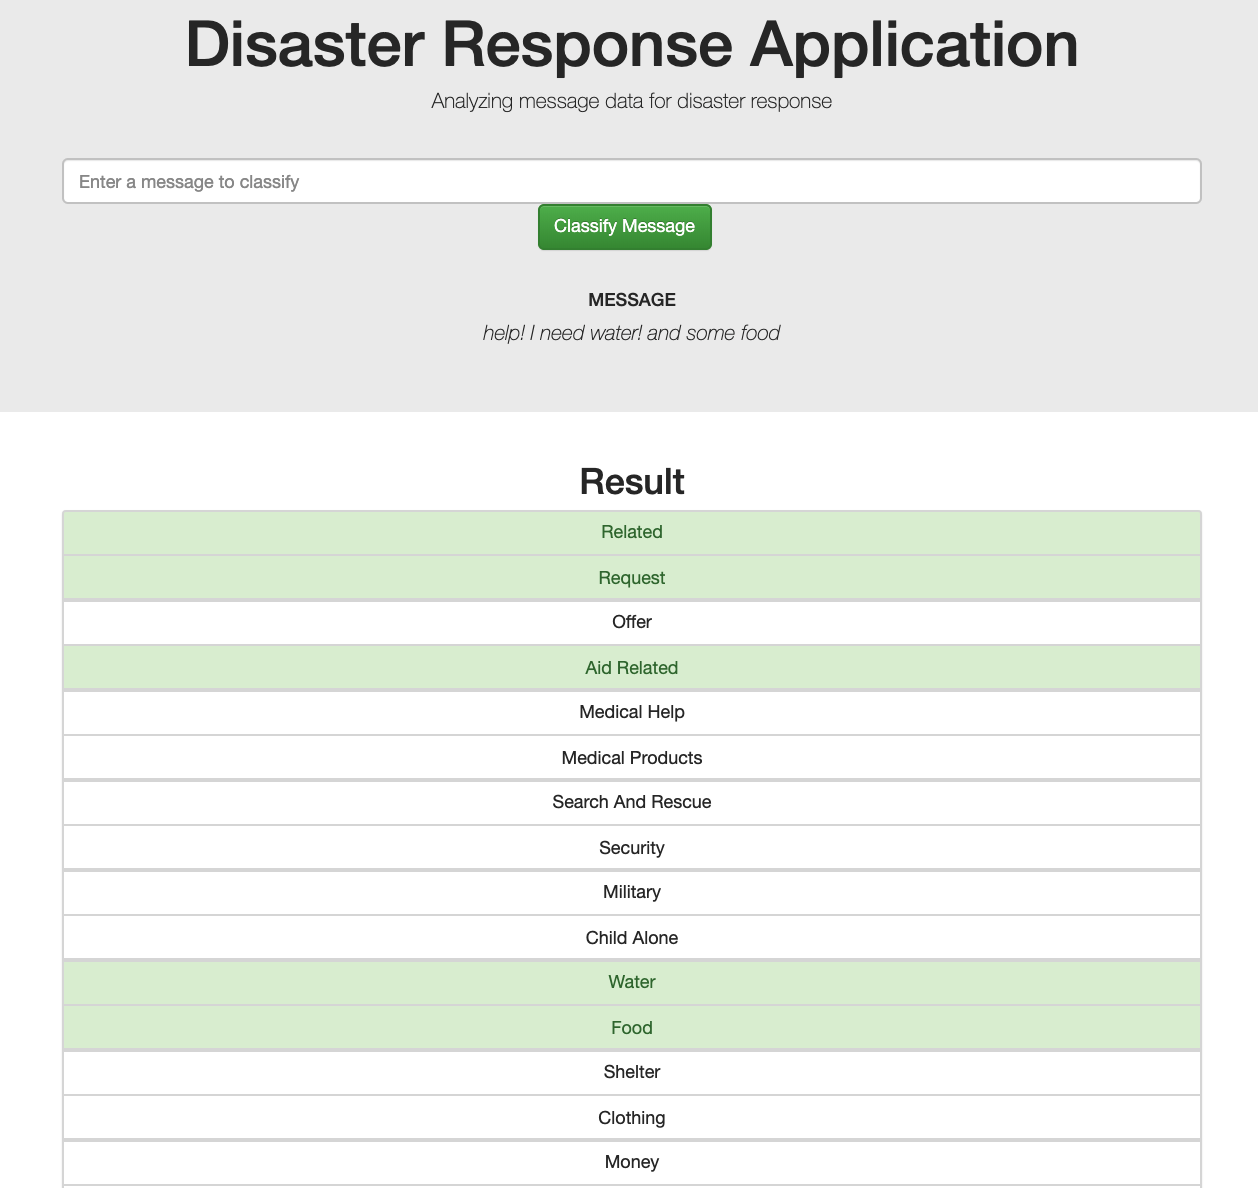 Disaster Response Application
Analyzing message data for disaster response
Enter a message to classify
Classify Message
MESSAGE
help! I need water! and some food
Result
Related
Request
Offer
Aid Related
Medical Help
Medical Products
Search And Rescue
Security
Military
Child Alone
Water
Food
Shelter
Clothing
Money